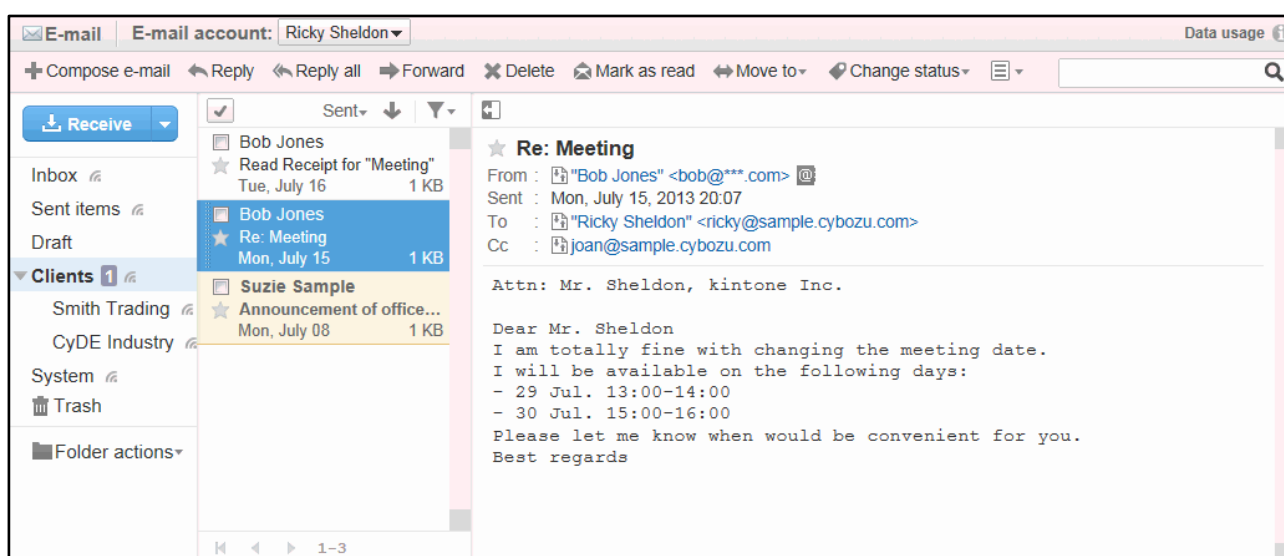 E-mail E-mail account: Ricky Sheldon Data usage
Compose e-mail Reply Reply all Forward Delete Mark as read Move to Change status
Receive
Inbox
Sent items
Draft
Clients 1
Smith Trading
CyDE Industry
System
Trash
Folder actions
Sent
Bob Jones
Read Receipt for "Meeting"
Tue, July 16 1 KB
Bob Jones
Re: Meeting
Mon, July 15 1 KB
Suzie Sample
Announcement of office...
Mon, July 08 1 KB
1-3
Re: Meeting
From : "Bob Jones" <bob@***.com>
Sent : Mon, July 15, 2013 20:07
To : "Ricky Sheldon" <ricky@sample.cybozu.com>
Cc : joan@sample.cybozu.com
Attn: Mr. Sheldon, kintone Inc.
Dear Mr. Sheldon
I am totally fine with changing the meeting date.
I will be available on the following days:
- 29 Jul. 13:00-14:00
- 30 Jul. 15:00-16:00
Please let me know when would be convenient for you.
Best regards